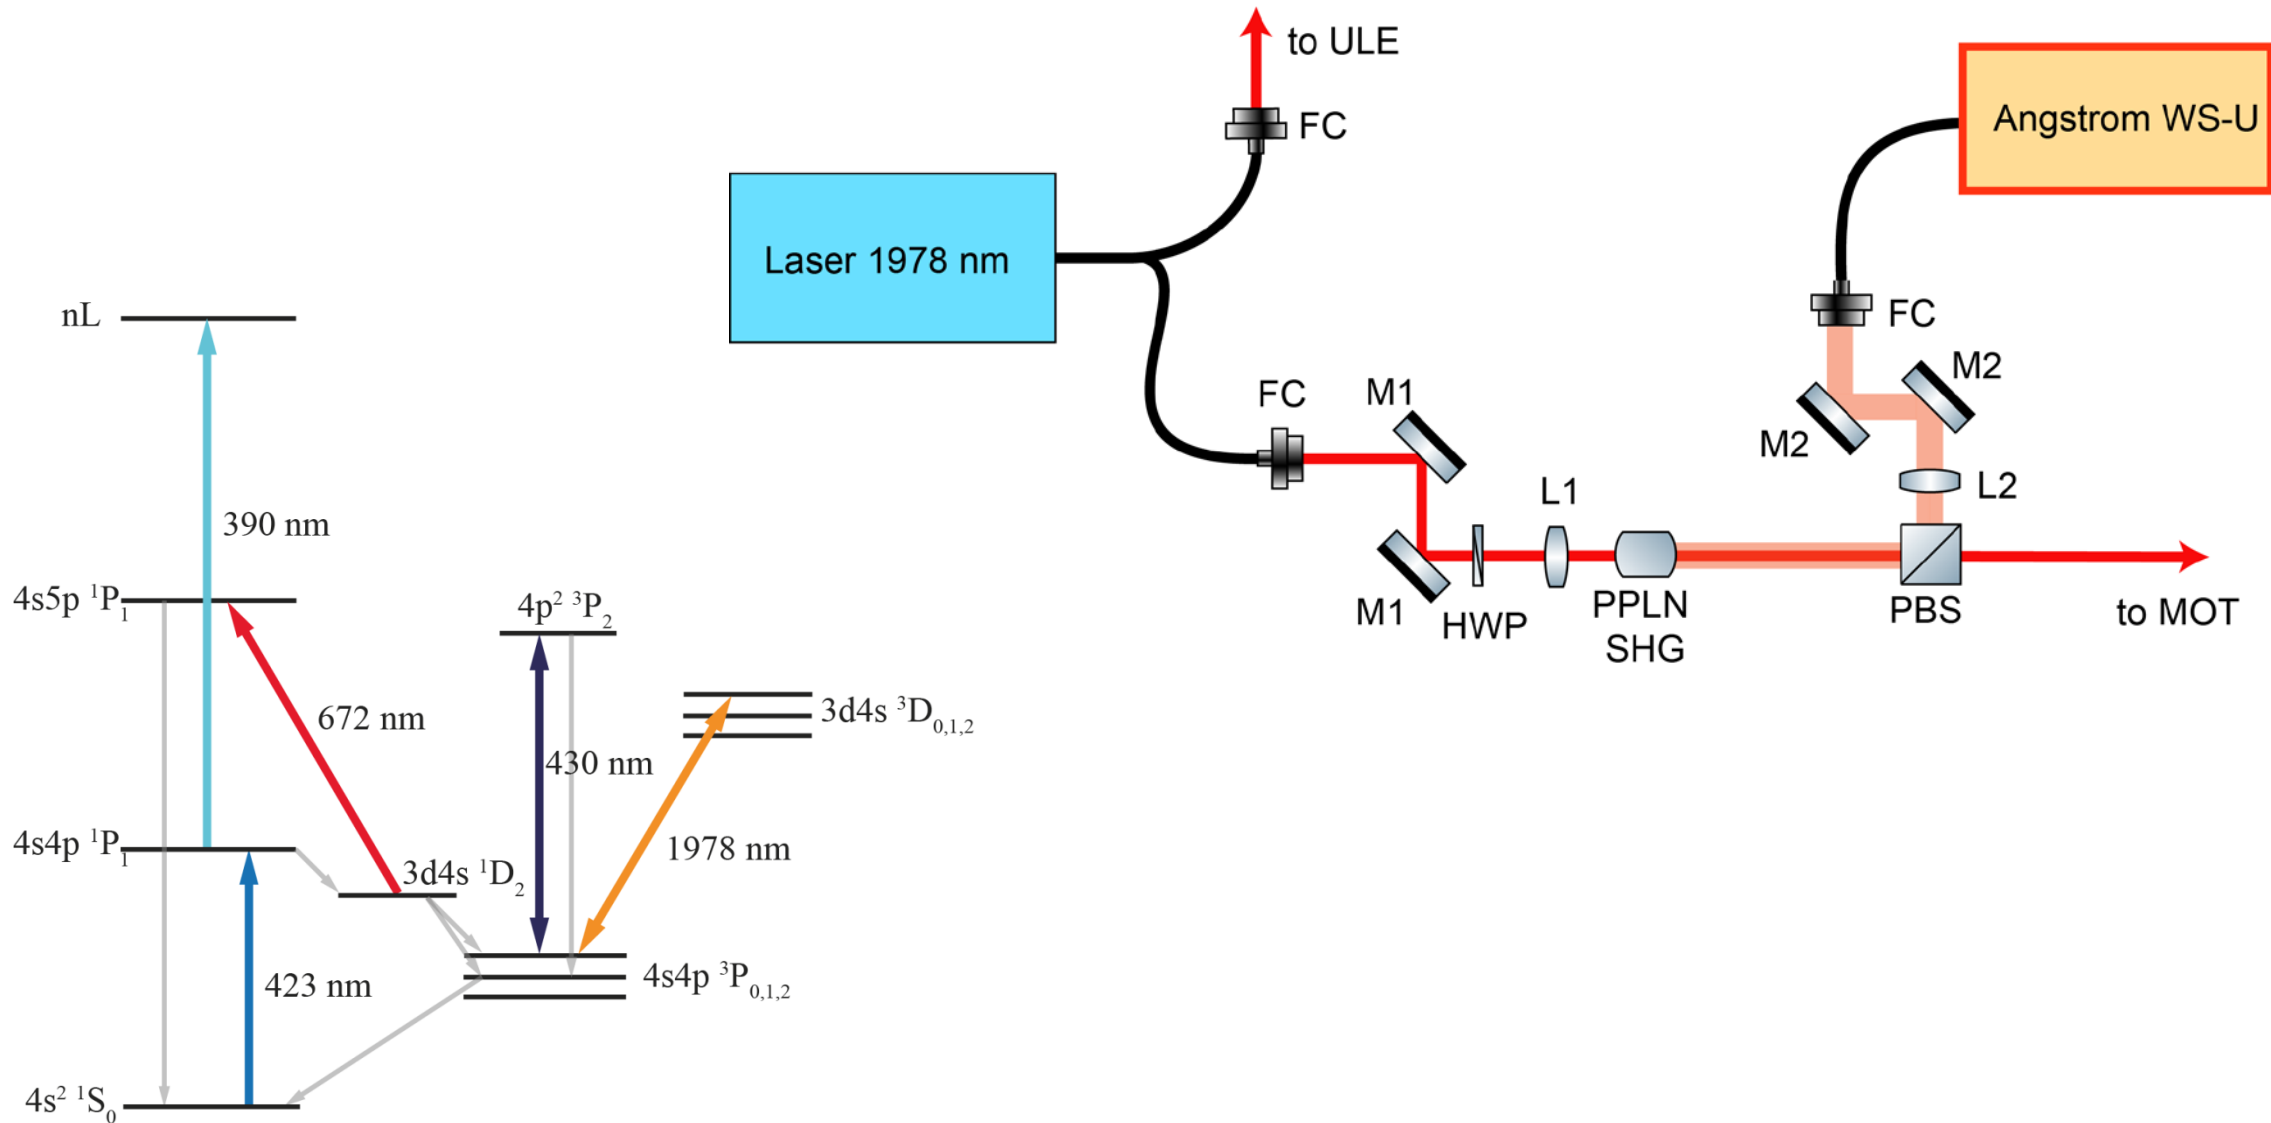 to ULE
FC
Angstrom WS-U
Laser 1978 nm
FC
M2
M2
FC
M1
L2
L1
M1
HWP
PPLN
SHG
PBS
to MOT
nL
390 nm
4s5p ¹P₁
4p² ³P₂
672 nm
430 nm
3d4s ³D₀,₁,₂
1978 nm
4s4p ¹P₁
3d4s ¹D₂
423 nm
4s4p ³P₀,₁,₂
4s² ¹S₀